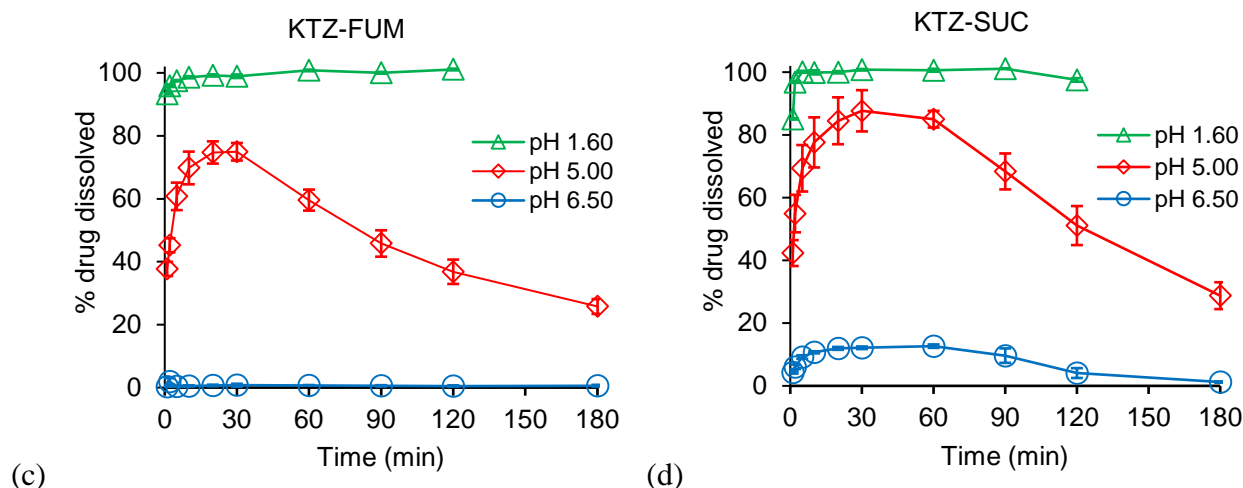 KTZ-FUM
100
80
60
40
20
0
% drug dissolved
pH 1.60
pH 5.00
pH 6.50
0 30 60 90 120 150 180
Time (min)
(c)
KTZ-SUC
100
80
60
40
20
0
% drug dissolved
pH 1.60
pH 5.00
pH 6.50
0 30 60 90 120 150 180
Time (min)
(d)